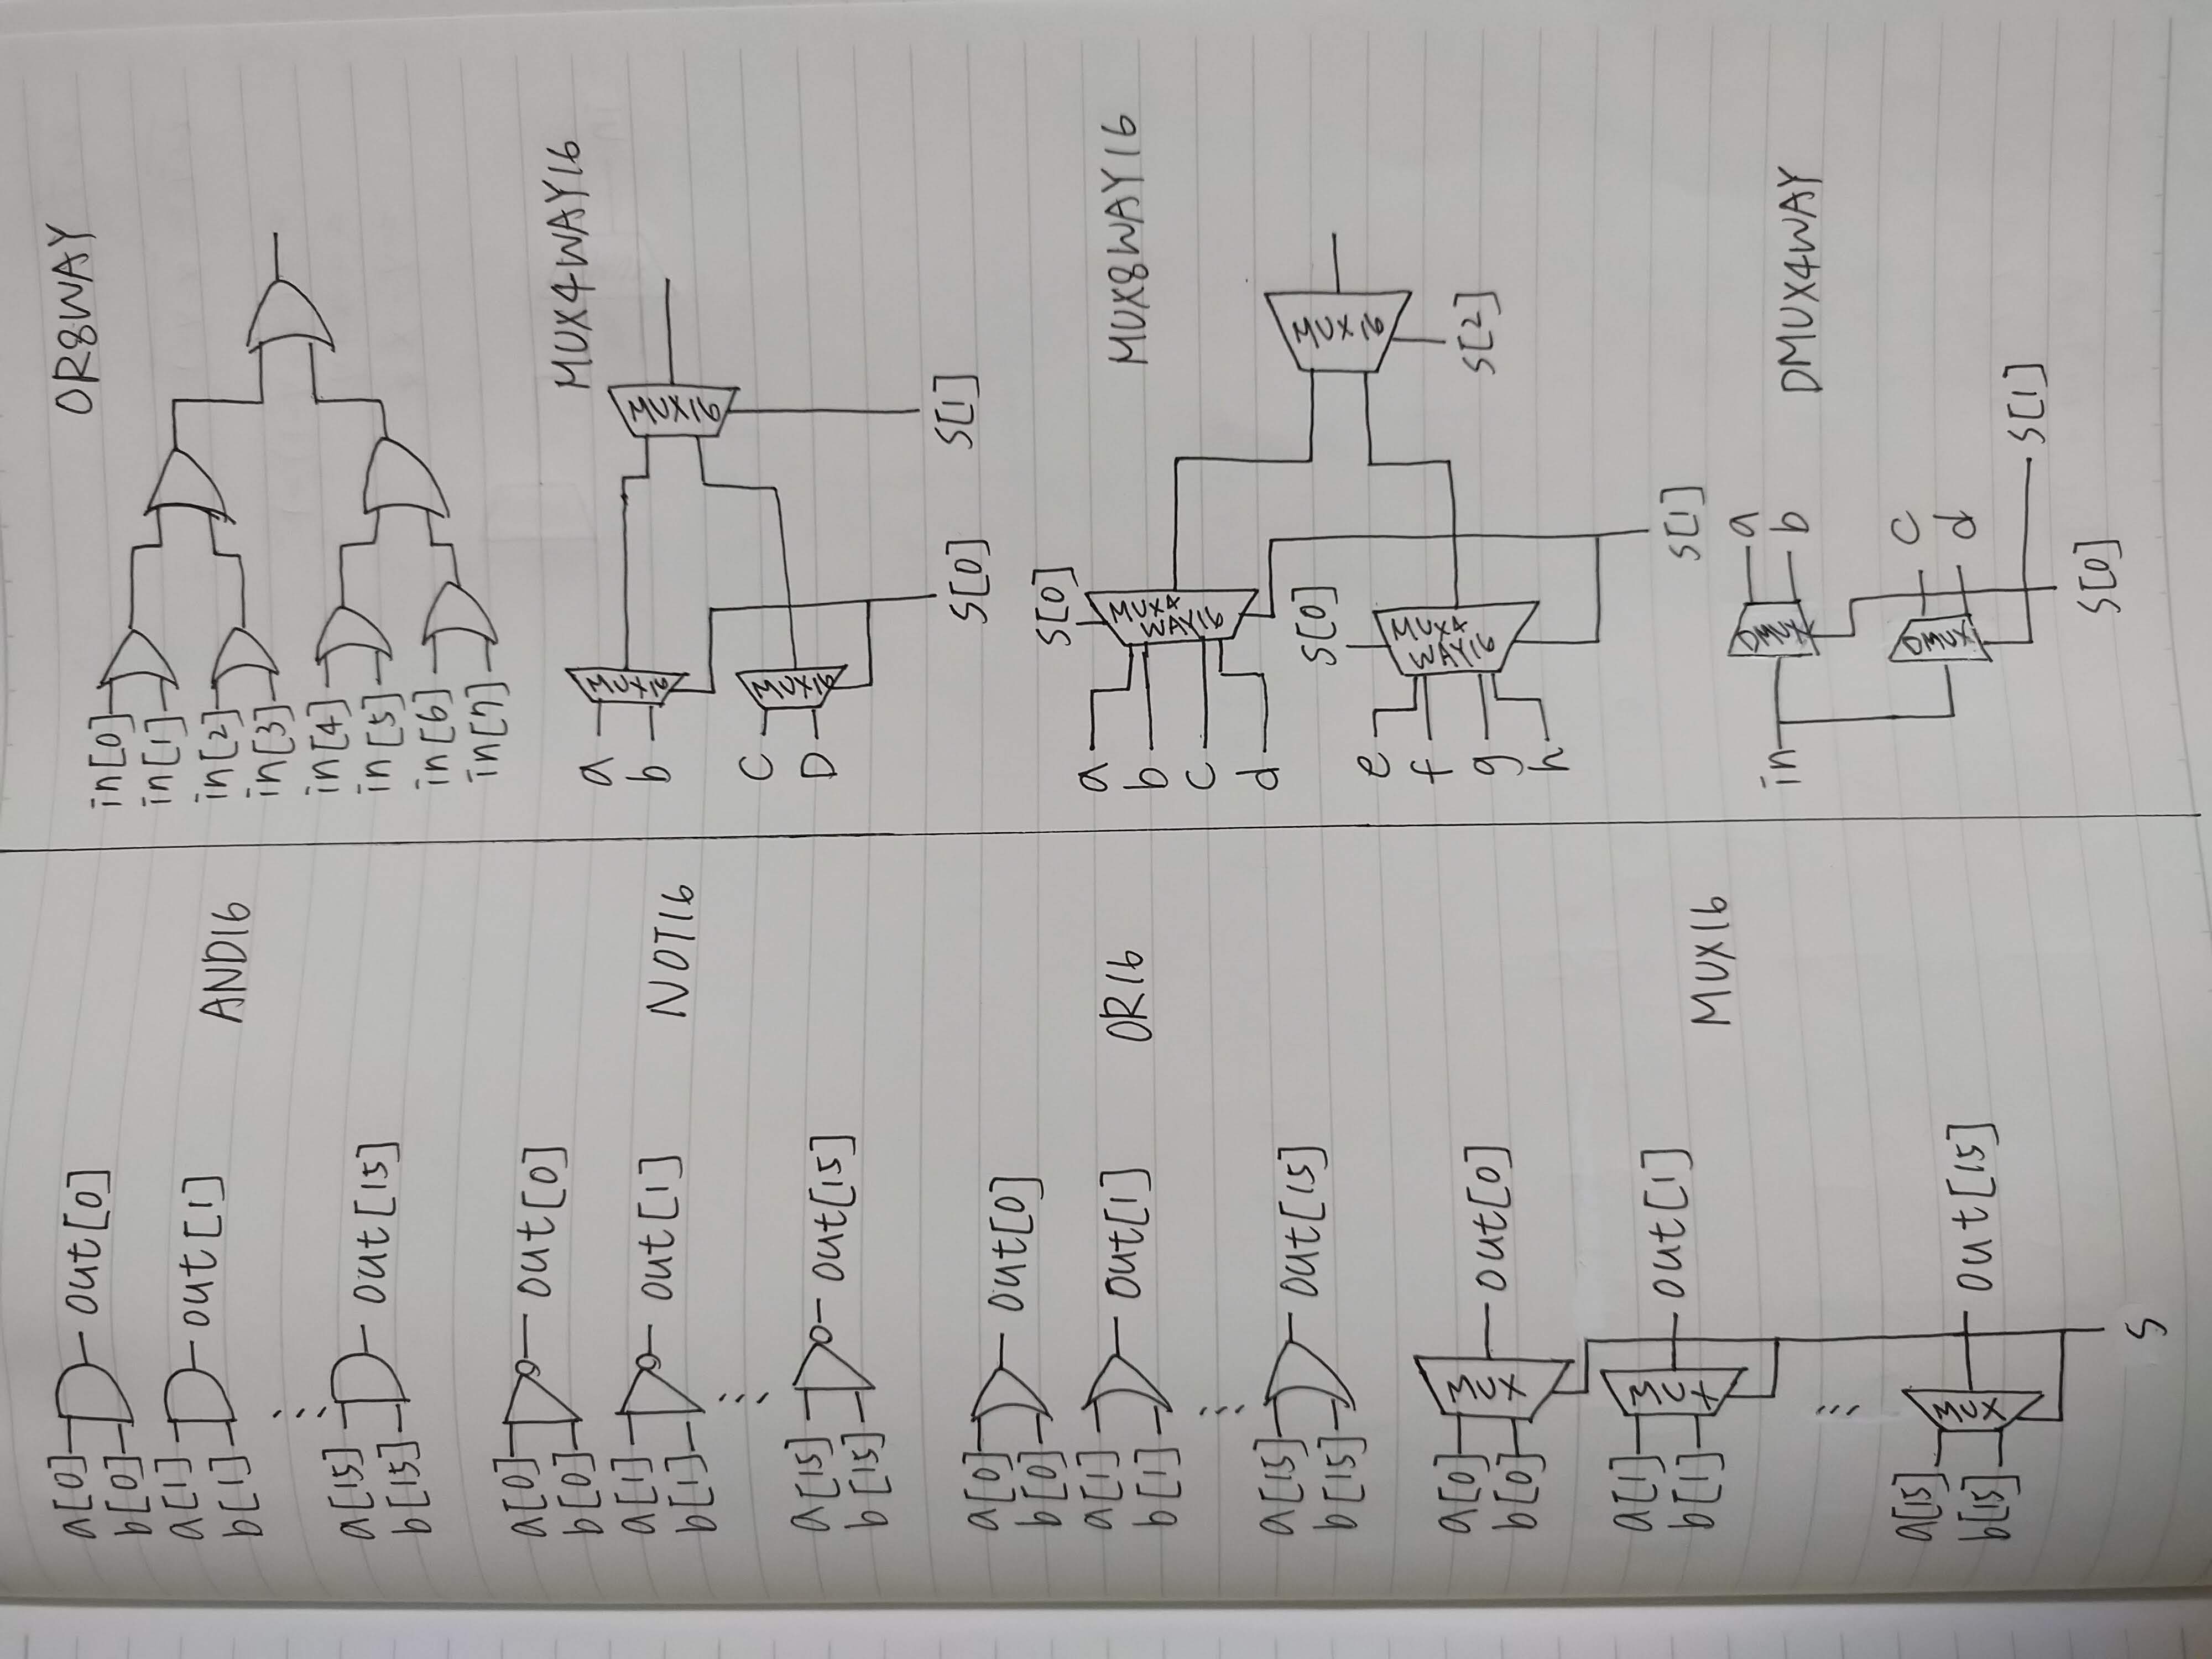 a[0]
b[0]
out[0]
a[1]
b[1]
out[1]
AND16
a[15]
b[15]
out[15]
a[0]
b[0]
out[0]
a[1]
b[1]
out[1]
NOT16
a[15]
b[15]
out[15]
a[0]
b[0]
out[0]
a[1]
b[1]
out[1]
OR16
a[15]
b[15]
out[15]
a[0]
b[0]
MUX
out[0]
a[1]
b[1]
MUX
out[1]
MUX16
a[15]
b[15]
MUX
out[15]
S
OR8WAY
in[0]
in[1]
in[2]
in[3]
in[4]
in[5]
in[6]
in[7]
MUX4WAY16
a
b
MUX16
MUX16
C
D
MUX16
S[0]
S[1]
S[0]
MUX8WAY16
a
b
c
d
MUX4
WAY16
S[0]
e
f
g
h
MUX4
WAY16
MUX16
S[2]
S[1]
DMUX4WAY
in
DMUX
a
b
DMUX
c
d
S[1]
S[0]